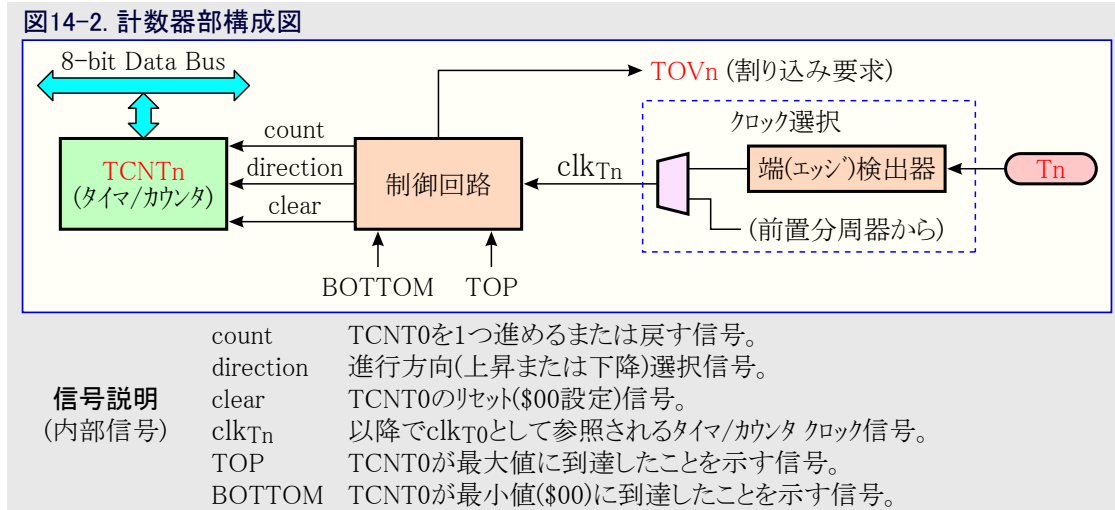 図14-2. 計数器部構成図
8-bit Data Bus
TOVn (割り込み要求)
クロック選択
count
TCNTn
(タイマ/カウンタ)
direction
制御回路
clkTn
端(エッジ)検出器
Tn
clear
(前置分周器から)
BOTTOM TOP
count TCNT0を1つ進めるまたは戻す信号。
direction 進行方向(上昇または下降)選択信号。
信号説明 clear TCNT0のリセット($00設定)信号。
(内部信号) clkTn 以降でclkT0として参照されるタイマ/カウンタ クロック信号。
TOP TCNT0が最大値に到達したことを示す信号。
BOTTOM TCNT0が最小値($00)に到達したことを示す信号。